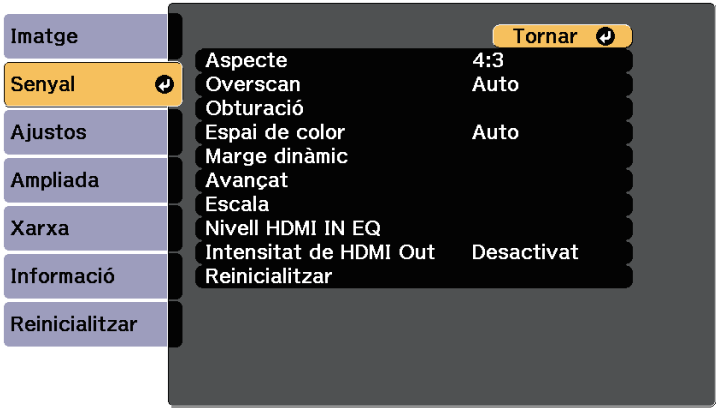 Imatge
Senyal
Ajustos
Ampliada
Xarxa
Informació
Reinicialitzar
Tornar
Aspecte 4:3
Overscan Auto
Obturació
Espai de color Auto
Marge dinàmic
Avançat
Escala
Nivell HDMI IN EQ
Intensitat de HDMI Out Desactivat
Reinicialitzar